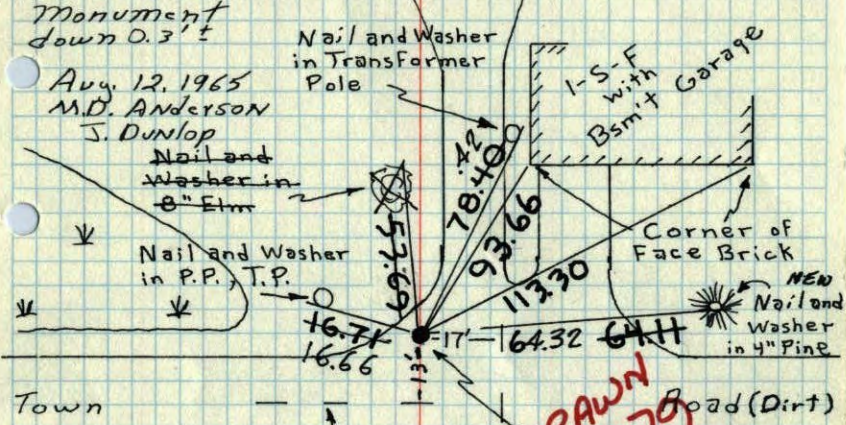 Monument
down 0.3'±
Aug. 12, 1965
M.D. Anderson
J. Dunlop
Nail and
Washer in
8" Elm
Nail and Washer
in Transformer
Pole
1-S-F
with
Bsm't Garage
.42
78.40
93.66
113.30
69.53
Nail and Washer
in P.P., T.P.
16.71
16.66
Corner of
Face Brick
NEW
Nail and
Washer
in 4" Pine
17'
64.32
64.11
13'
Town
Road (Dirt)